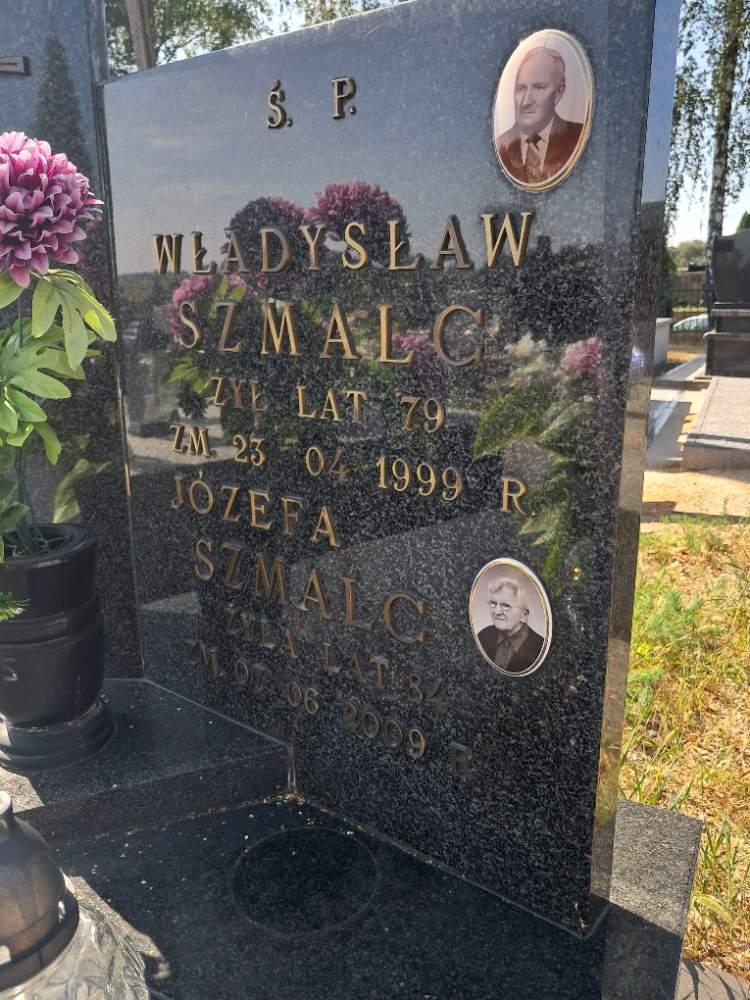 Ś. P.
WŁADYSŁAW
SZMALC
ŻYŁ LAT 79
ZM. 23 04 1999 R.
JÓZEFA
SZMALC
ŻYŁA LAT 84
ZM. 07 06 2009 R.